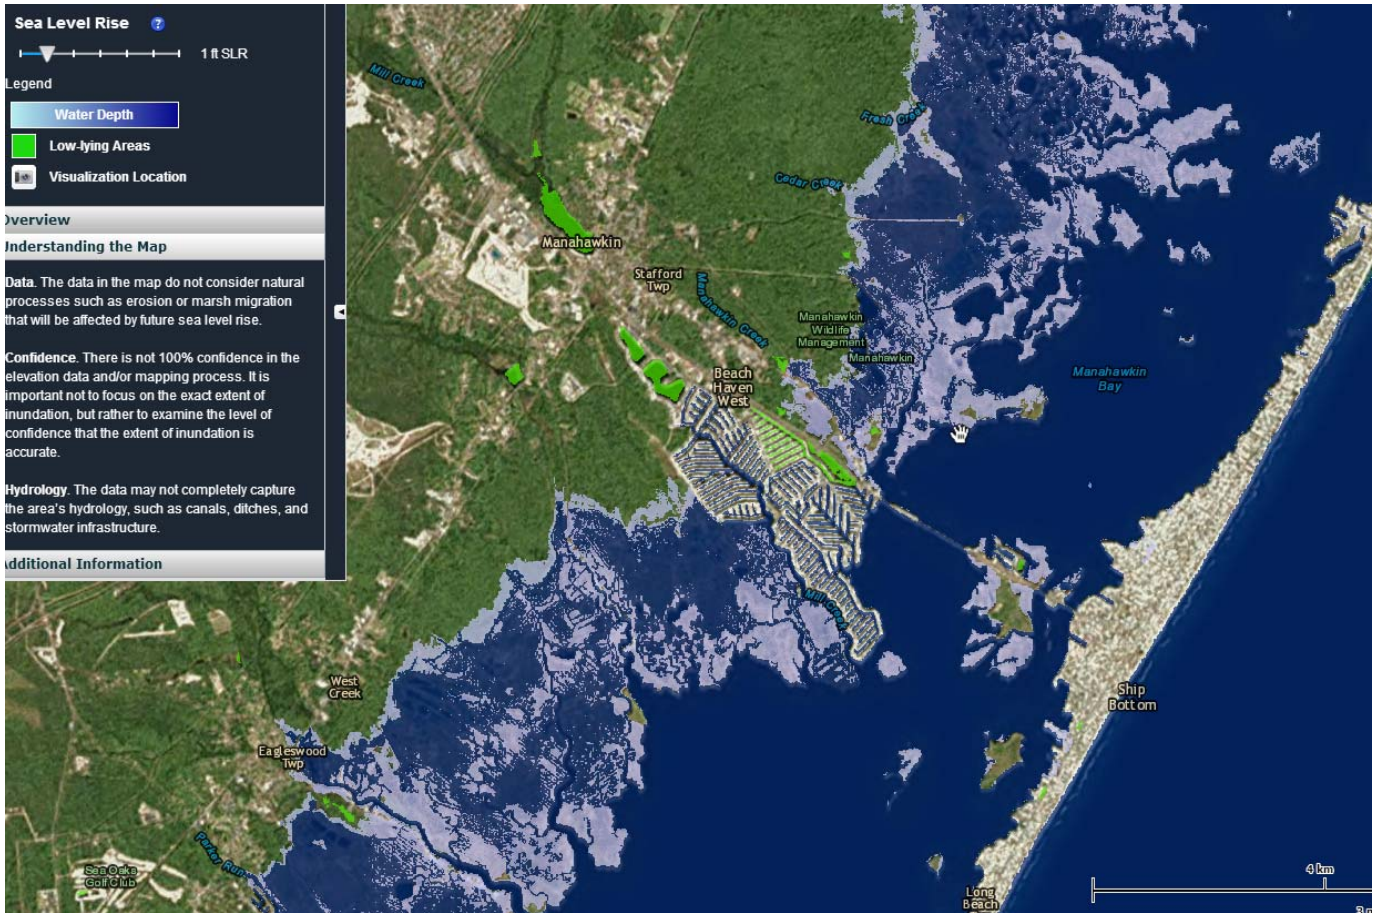 Sea Level Rise ?
1 ft SLR
Legend
Water Depth
Low-lying Areas
Visualization Location
Overview
Understanding the Map
Data. The data in the map do not consider natural
processes such as erosion or marsh migration
that will be affected by future sea level rise.
Confidence. There is not 100% confidence in the
elevation data and/or mapping process. It is
important not to focus on the exact extent of
inundation, but rather to examine the level of
confidence that the extent of inundation is
accurate.
Hydrology. The data may not completely capture
the area's hydrology, such as canals, ditches, and
stormwater infrastructure.
Additional Information
Mill Creek
Fresh Creek
Cedar Creek
Manahawkin
Stafford
Twp
Manahawkin Creek
Manahawkin
Wildlife
Management
Manahawkin
Beach
Haven
West
Manahawkin
Bay
Mill Creek
West
Creek
Ship
Bottom
Eagleswood
Twp
Parker Run
Sea Oaks
Golf Club
4 km
Long
Beach